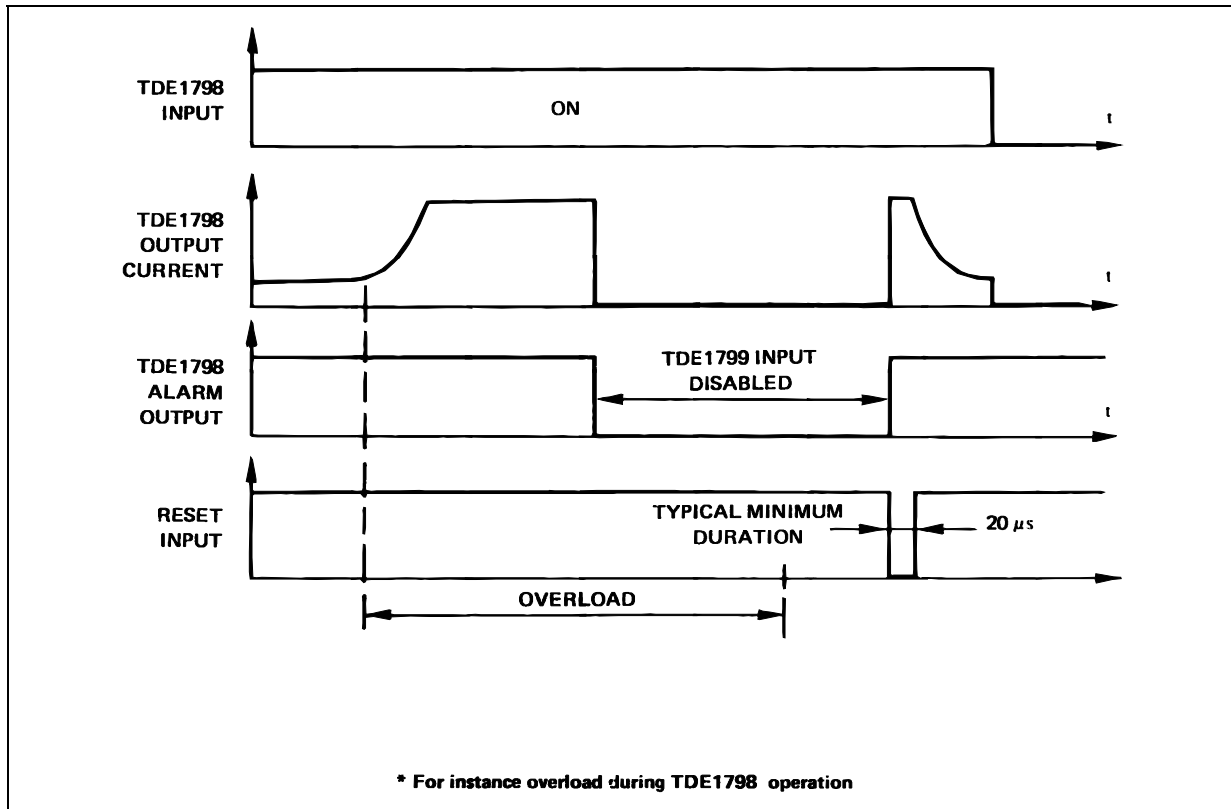 TDE1798
INPUT
ON
t
TDE1798
OUTPUT
CURRENT
t
TDE1798
ALARM
OUTPUT
TDE1799 INPUT
DISABLED
t
RESET
INPUT
TYPICAL MINIMUM
DURATION
20 µs
OVERLOAD
* For instance overload during TDE1798 operation